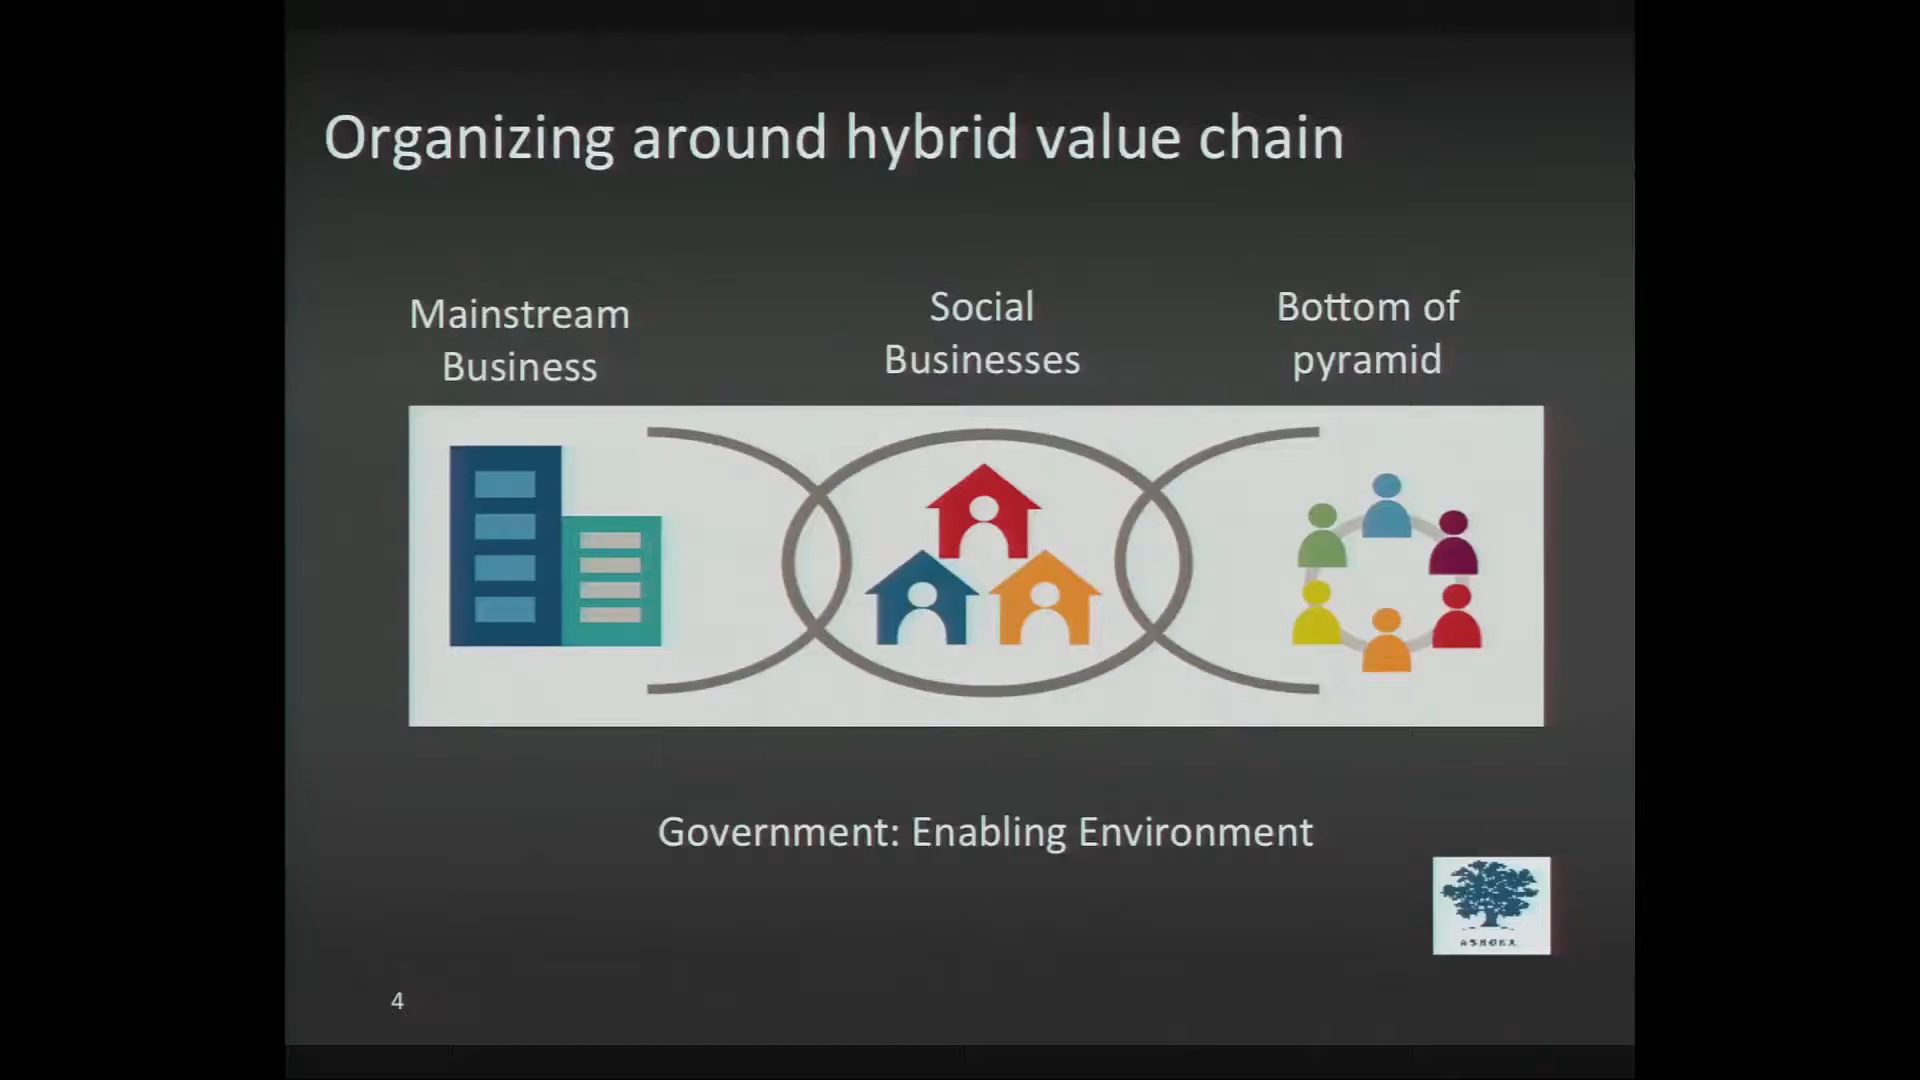 Organizing around hybrid value chain
Mainstream
Business
Social
Businesses
Bottom of
pyramid
Government: Enabling Environment
ASHOKA
4